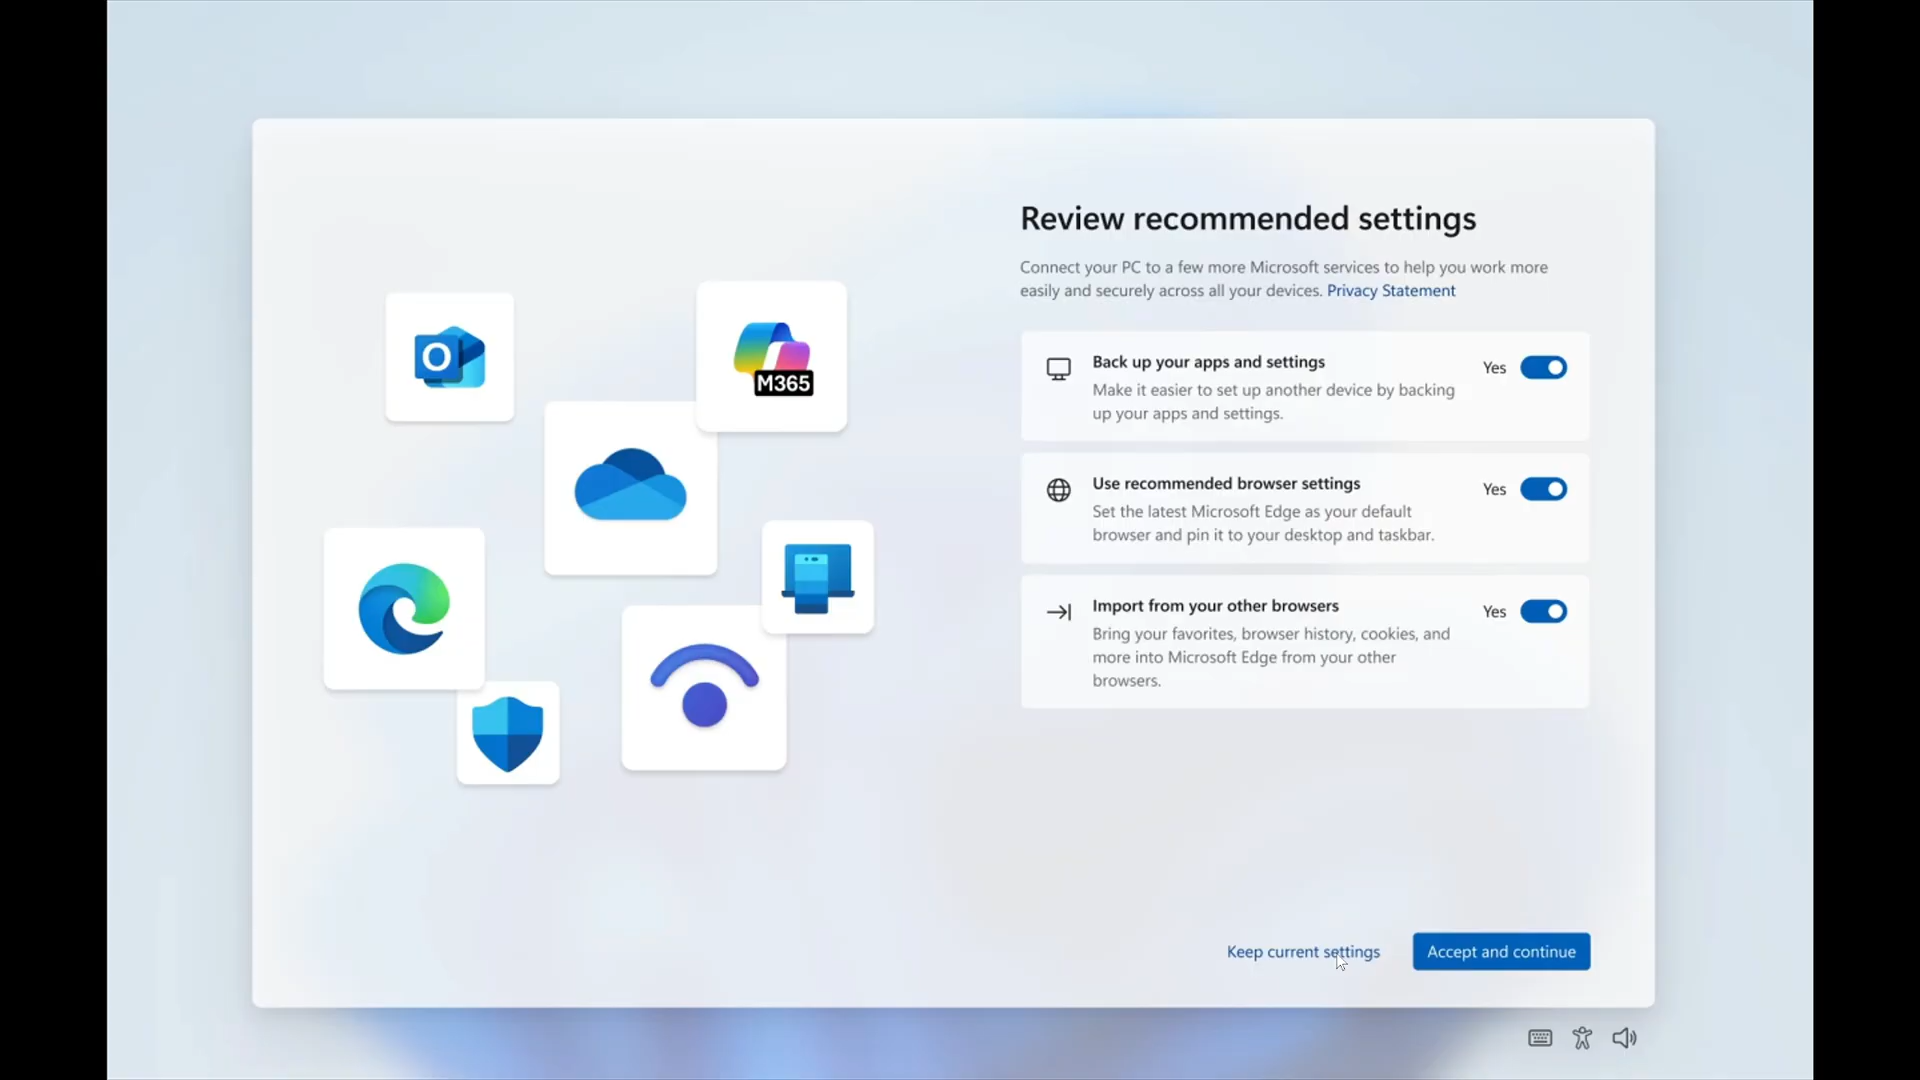 Review recommended settings
Connect your PC to a few more Microsoft services to help you work more
easily and securely across all your devices. Privacy Statement
Back up your apps and settings
Yes
Make it easier to set up another device by backing
up your apps and settings.
Use recommended browser settings
Yes
Set the latest Microsoft Edge as your default
browser and pin it to your desktop and taskbar.
Import from your other browsers
Yes
Bring your favorites, browser history, cookies, and
more into Microsoft Edge from your other
browsers.
O
M365
Keep current settings
Accept and continue